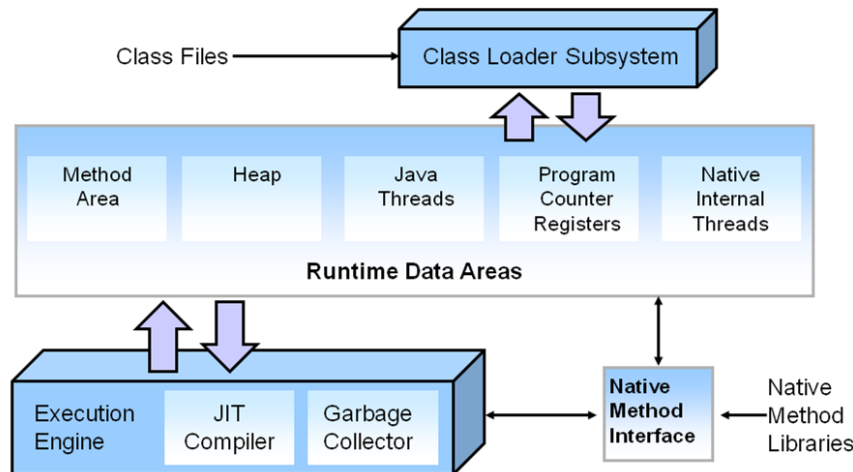 Class Files
Class Loader Subsystem
Method
Area
Heap
Java
Threads
Program
Counter
Registers
Native
Internal
Threads
Runtime Data Areas
Execution
Engine
JIT
Compiler
Garbage
Collector
Native
Method
Interface
Native
Method
Libraries